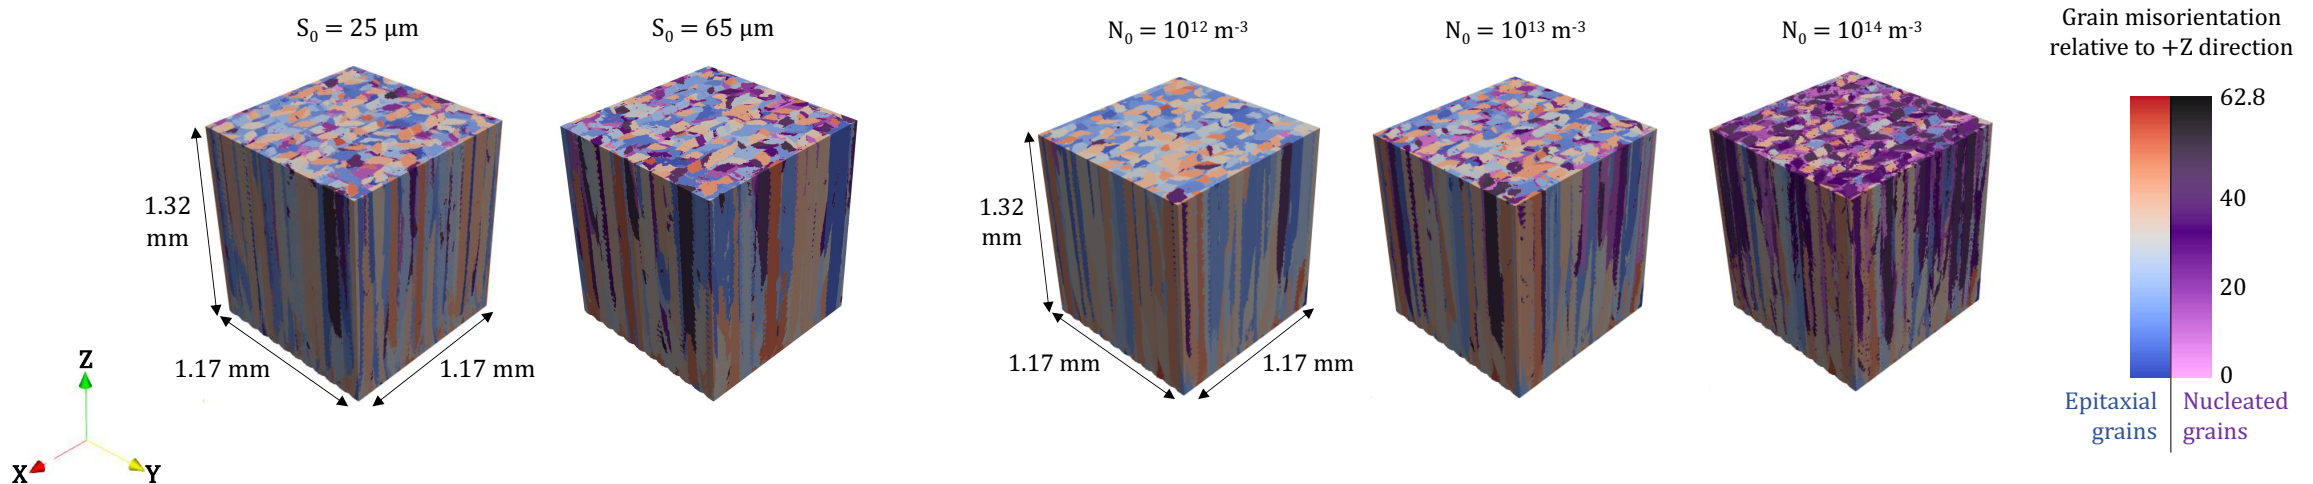 S₀ = 25 μm
S₀ = 65 μm
N₀ = 10¹² m⁻³
N₀ = 10¹³ m⁻³
N₀ = 10¹⁴ m⁻³
Grain misorientation
relative to +Z direction
62.8
40
20
0
Epitaxial
grains
Nucleated
grains
1.32
mm
1.17 mm
1.17 mm
1.32
mm
1.17 mm
1.17 mm
Z
X
Y